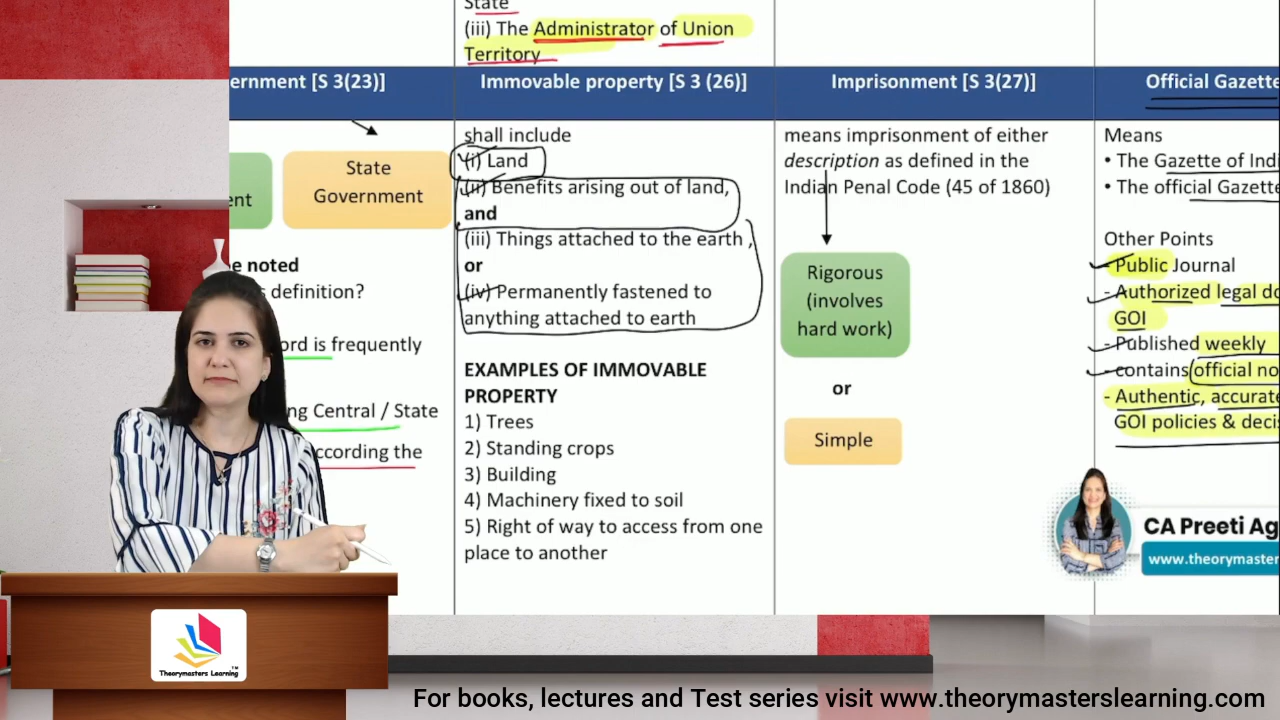 State
(iii) The Administrator of Union
Territory
ernment [S 3(23)]
Immovable property [S 3 (26)]
Imprisonment [S 3(27)]
Official Gazette
ent
State
Government
e noted
definition?
ord is frequently
ng Central / State
ccording the
shall include
(i) Land
(ii) Benefits arising out of land,
and
(iii) Things attached to the earth ,
or
(iv) Permanently fastened to
anything attached to earth
EXAMPLES OF IMMOVABLE
PROPERTY
1) Trees
2) Standing crops
3) Building
4) Machinery fixed to soil
5) Right of way to access from one
place to another
means imprisonment of either
description as defined in the
Indian Penal Code (45 of 1860)
Rigorous
(involves
hard work)
or
Simple
Means
• The Gazette of Ind
• The official Gazette
Other Points
- Public Journal
- Authorized legal do
GOI
- Published weekly
- contains official no
- Authentic, accurate
GOI policies & deci
CA Preeti Ag
www.theorymaster
Theorymasters Learning™
For books, lectures and Test series visit www.theorymasterslearning.com